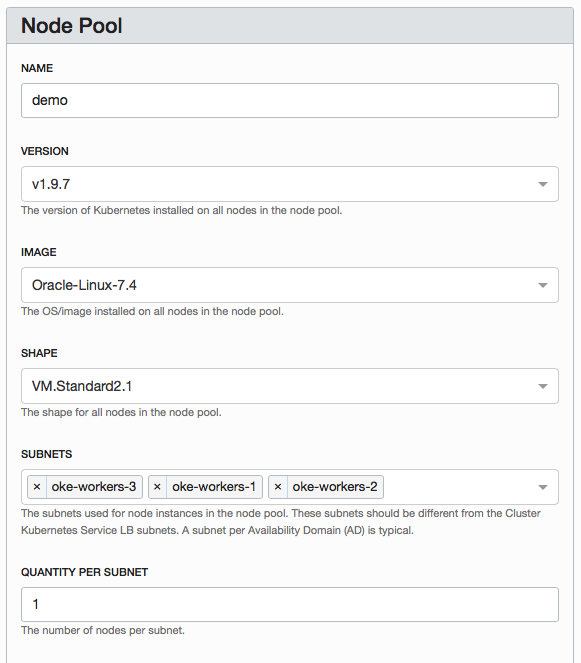 Node Pool
NAME
demo
VERSION
v1.9.7
The version of Kubernetes installed on all nodes in the node pool.
IMAGE
Oracle-Linux-7.4
The OS/image installed on all nodes in the node pool.
SHAPE
VM.Standard2.1
The shape for all nodes in the node pool.
SUBNETS
× oke-workers-3 × oke-workers-1 × oke-workers-2
The subnets used for node instances in the node pool. These subnets should be different from the Cluster
Kubernetes Service LB subnets. A subnet per Availability Domain (AD) is typical.
QUANTITY PER SUBNET
1
The number of nodes per subnet.